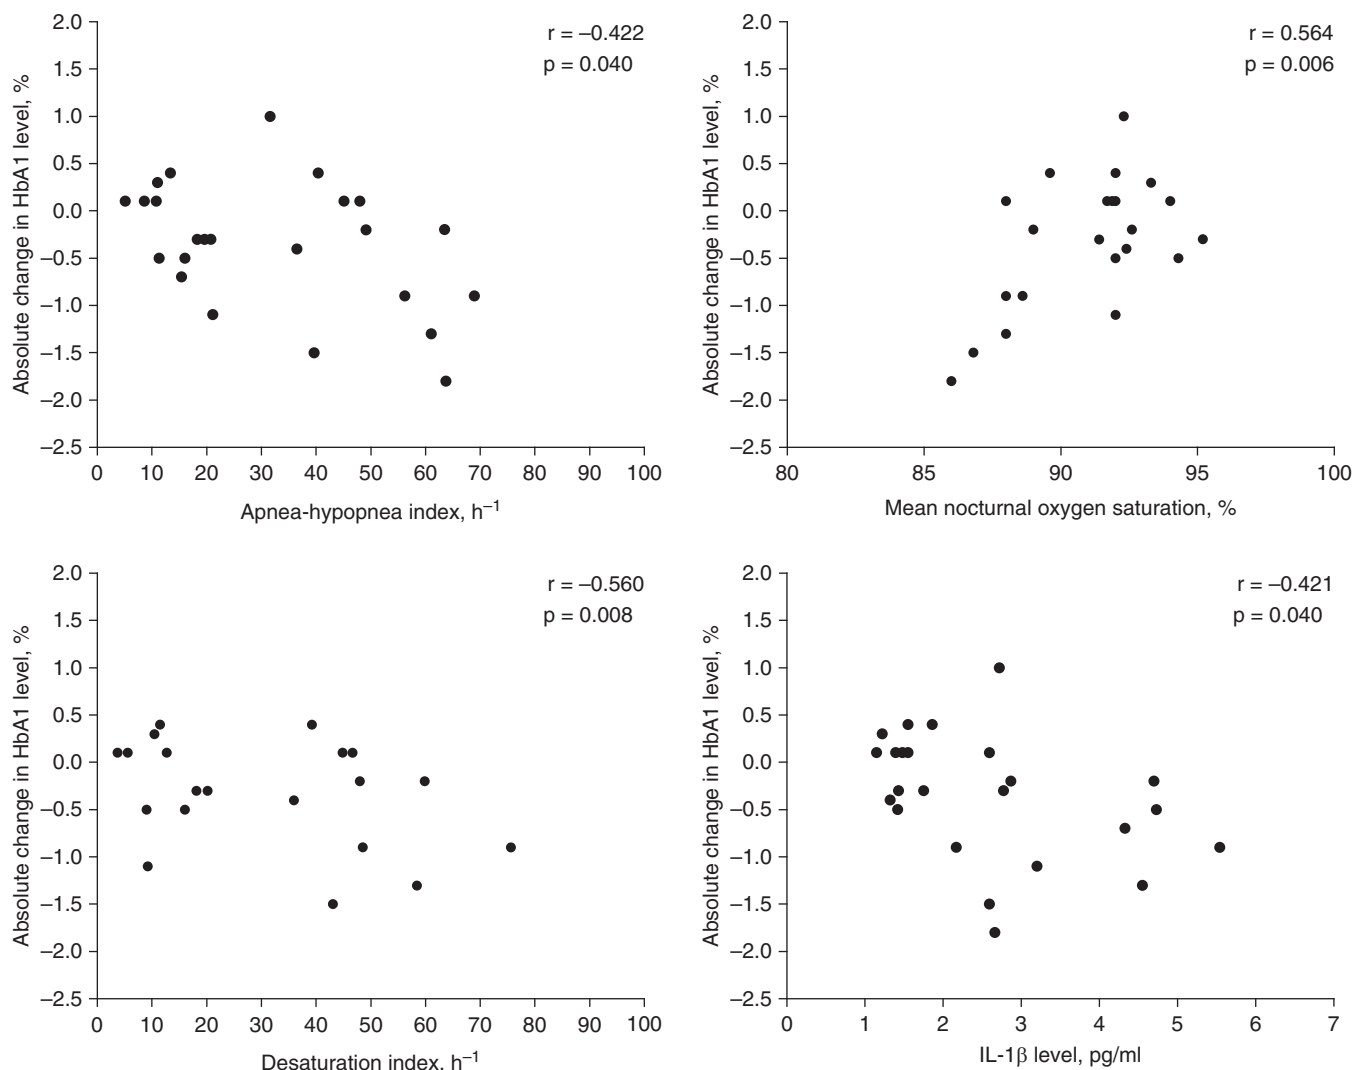 r = –0.422
p = 0.040
Absolute change in HbA1 level, %
2.0
1.5
1.0
0.5
0.0
–0.5
–1.0
–1.5
–2.0
–2.5
0 10 20 30 40 50 60 70 80 90 100
Apnea-hypopnea index, h–1
r = 0.564
p = 0.006
Absolute change in HbA1 level, %
2.0
1.5
1.0
0.5
0.0
–0.5
–1.0
–1.5
–2.0
–2.5
80 85 90 95 100
Mean nocturnal oxygen saturation, %
r = –0.560
p = 0.008
Absolute change in HbA1 level, %
2.0
1.5
1.0
0.5
0.0
–0.5
–1.0
–1.5
–2.0
–2.5
0 10 20 30 40 50 60 70 80 90 100
Desaturation index, h–1
r = –0.421
p = 0.040
Absolute change in HbA1 level, %
2.0
1.5
1.0
0.5
0.0
–0.5
–1.0
–1.5
–2.0
–2.5
0 1 2 3 4 5 6 7
IL-1β level, pg/ml